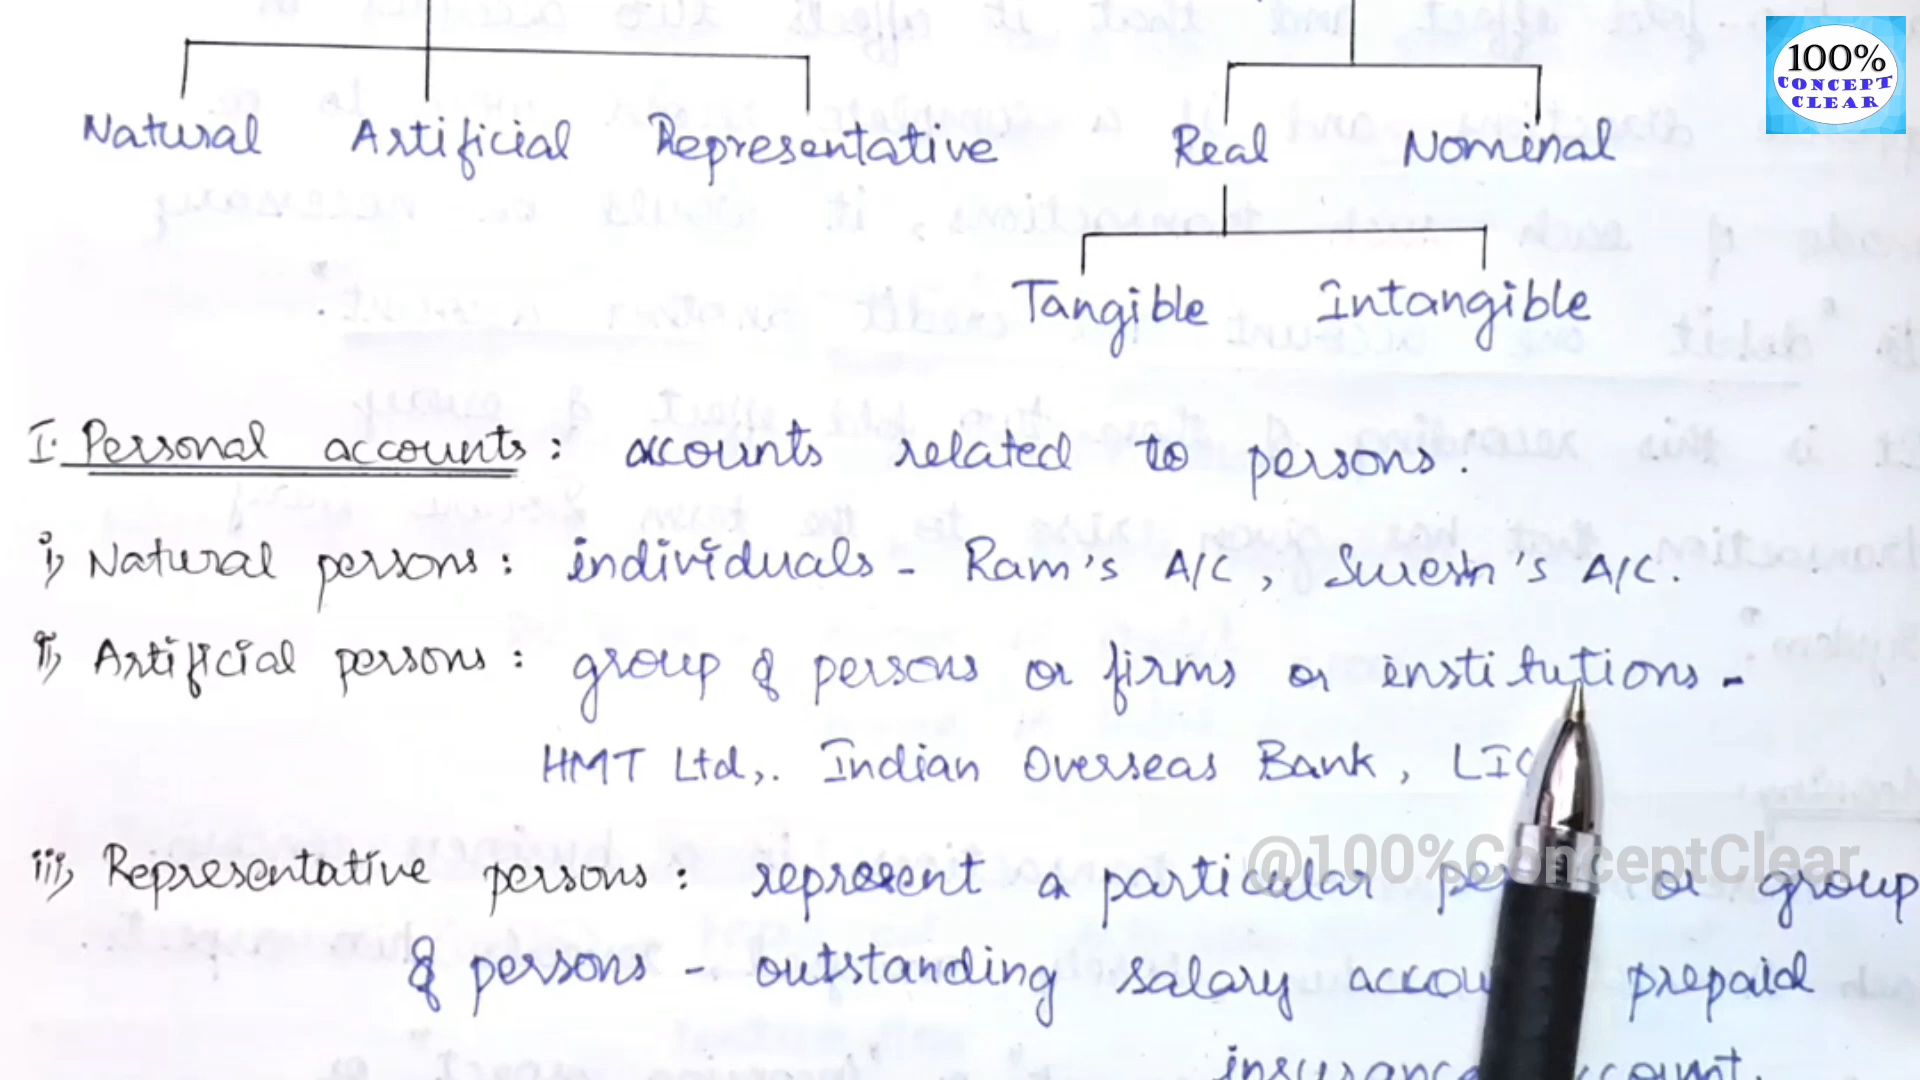 100%
CONCEPT
CLEAR
Natural Artificial Representative Real Nominal
Tangible Intangible
I. Personal accounts : accounts related to persons.
i) Natural persons : individuals - Ram's A/C, Suresh's A/C.
ii) Artificial persons : group of persons or firms or institutions -
HMT Ltd,. Indian Overseas Bank, LIC
@100%ConceptClear
iii) Representative persons : represent a particular or group
of persons - outstanding salary prepaid